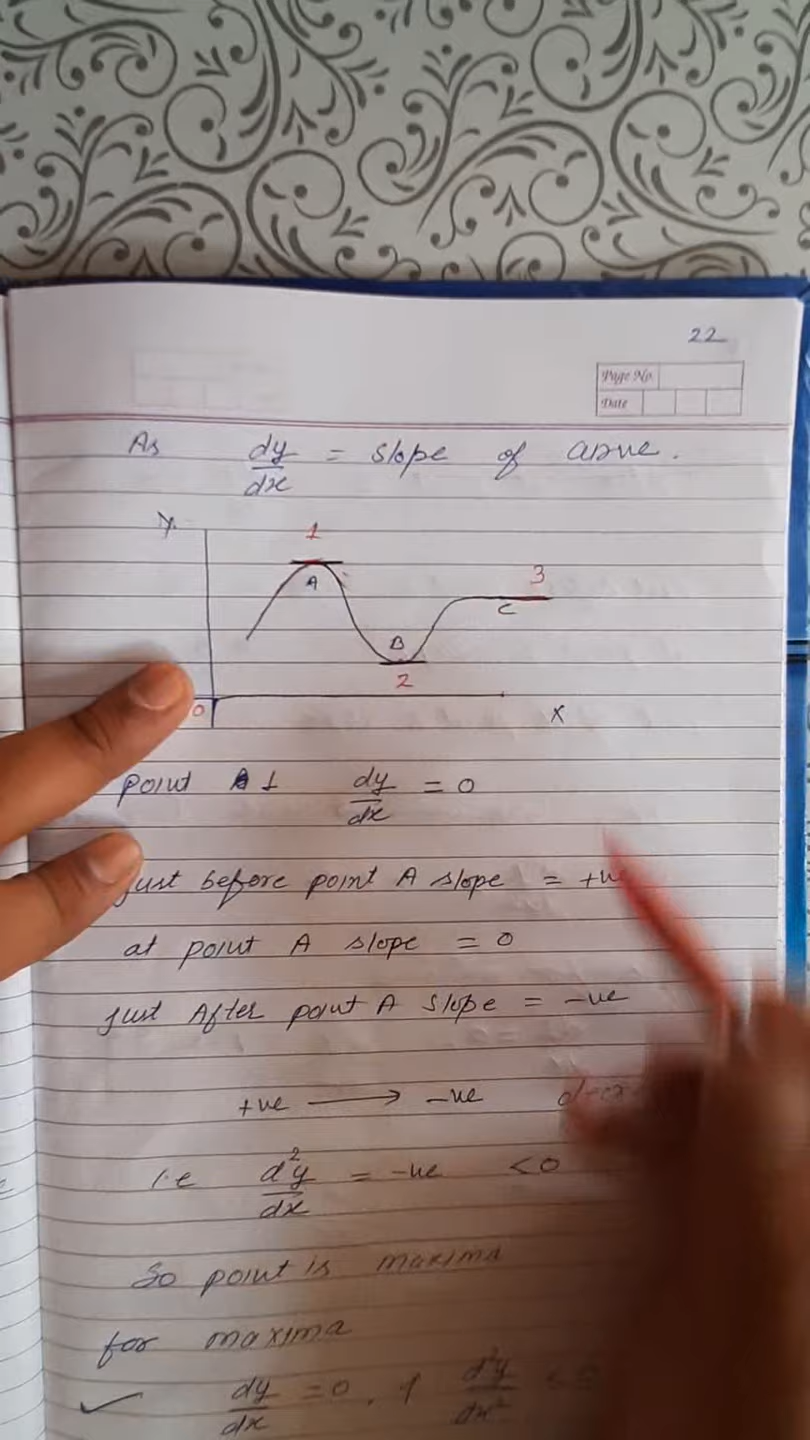 22
Page No.
Date
As dy/dx = slope of curve.
Y
1
A
3
C
B
2
O
X
point A 1 dy/dx = 0
just before point A slope = +ve
at point A slope = 0
just After point A slope = -ve
+ve → -ve
i.e d²y/dx = -ve <0
So point is maxima
for maxima
✓ dy/dx = 0, & d²y/dx²